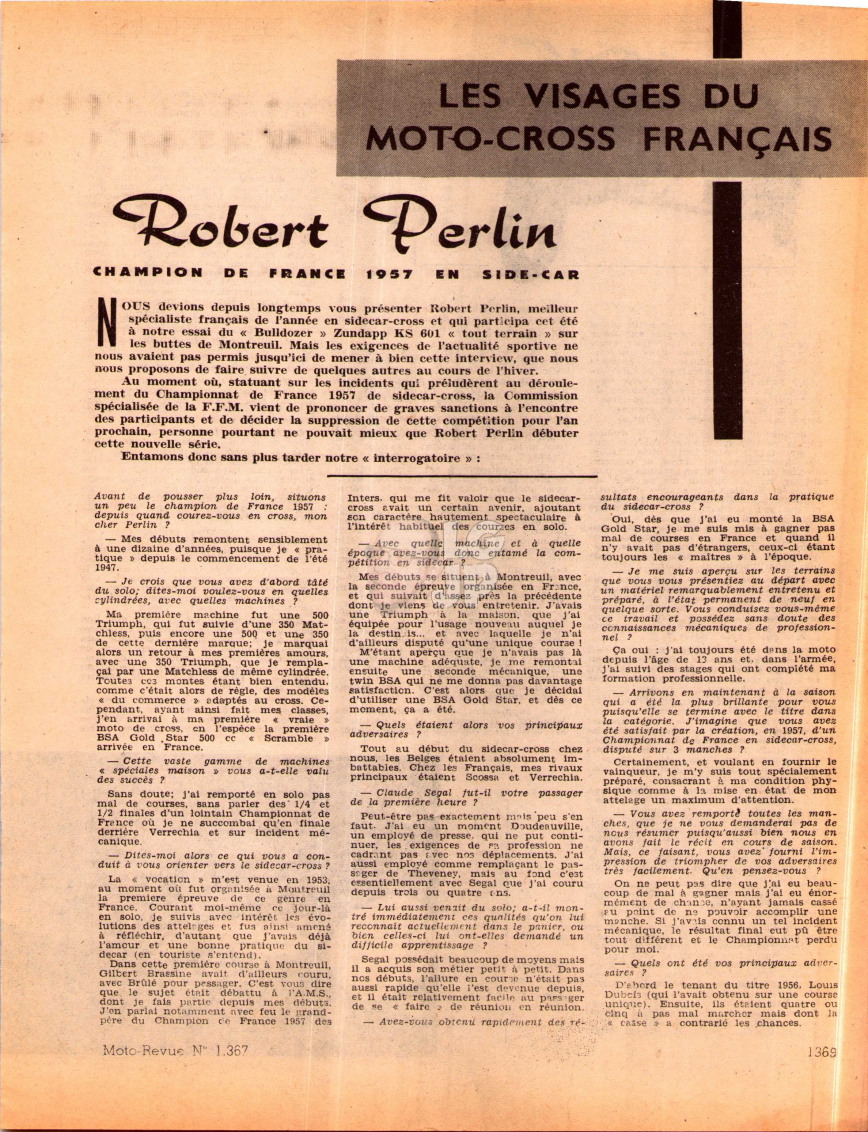 LES VISAGES DU
MOTO-CROSS FRANÇAIS
Robert Perlin
CHAMPION DE FRANCE 1957 EN SIDE-CAR
NOUS devions depuis longtemps vous présenter Robert Perlin, meilleur
spécialiste français de l'année en sidecar-cross et qui participa cet été
à notre essai du « Bulldozer » Zundapp KS 601 « tout terrain » sur
les buttes de Montreuil. Mais les exigences de l'actualité sportive ne
nous avaient pas permis jusqu'ici de mener à bien cette interview, que nous
nous proposons de faire suivre de quelques autres au cours de l'hiver.
Au moment où, statuant sur les incidents qui préludèrent au déroule-
ment du Championnat de France 1957 de sidecar-cross, la Commission
spécialisée de la F.F.M. vient de prononcer de graves sanctions à l'encontre
des participants et de décider la suppression de cette compétition pour l'an
prochain, personne pourtant ne pouvait mieux que Robert Perlin débuter
cette nouvelle série.
Entamons donc sans plus tarder notre « interrogatoire » :
Avant de pousser plus loin, situons
un peu le champion de France 1957 :
depuis quand courez-vous en cross, mon
cher Perlin ?
— Mes débuts remontent sensiblement
à une dizaine d'années, puisque je « pra-
tique » depuis le commencement de l'été
1947.
— Je crois que vous avez d'abord tâté
du solo; dites-moi voulez-vous en quelles
cylindrées, avec quelles machines ?
Ma première machine fut une 500
Triumph, qui fut suivie d'une 350 Mat-
chless, puis encore une 500 et une 350
de cette dernière marque; je marquai
alors un retour à mes premières amours,
avec une 350 Triumph, que je rempla-
çai par une Matchless de même cylindrée.
Toutes ces montes étant bien entendu,
comme c'était alors de règle, des modèles
« du commerce » adaptés au cross. Ce-
pendant, ayant ainsi fait mes classes,
j'en arrivai à ma première « vraie »
moto de cross, en l'espèce la première
BSA Gold Star 500 cc « Scramble »
arrivée en France.
— Cette vaste gamme de machines
« spéciales maison » vous a-t-elle valu
des succès ?
Sans doute; j'ai remporté en solo pas
mal de courses, sans parler des 1/4 et
1/2 finales d'un lointain Championnat de
France où je ne succombai qu'en finale
derrière Verrechia et sur incident mé-
canique.
— Dites-moi alors ce qui vous a con-
duit à vous orienter vers le sidecar-cross ?
La « vocation » m'est venue en 1953,
au moment où fut organisée à Montreuil
la première épreuve de ce genre en
France. Courant moi-même ce jour-là
en solo, je suivis avec intérêt les évo-
lutions des attelages et fus ainsi amené
à réfléchir, d'autant que j'avais déjà
l'amour et une bonne pratique du si-
decar (en touriste s'entend).
Dans cette première course à Montreuil,
Gilbert Brassine avait d'ailleurs couru,
avec Brûlé pour passager. C'est vous dire
que le sujet était débattu à l'A.M.S.,
dont je fais partie depuis mes débuts.
J'en parlai notamment avec feu le grand-
père du Champion de France 1957 des
Inters. qui me fit valoir que le sidecar-
cross avait un certain avenir, ajoutant
son caractère hautement spectaculaire à
l'intérêt habituel des courses en solo.
— Avec quelle machine et à quelle
époque avez-vous donc entamé la com-
pétition en sidecar ?
Mes débuts se situent à Montreuil, avec
la seconde épreuve organisée en France,
et qui suivait d'assez près la précédente
dont je viens de vous entretenir. J'avais
une Triumph à la maison, que j'ai
équipée pour l'usage nouveau auquel je
la destinais... et avec laquelle je n'ai
d'ailleurs disputé qu'une unique course !
M'étant aperçu que je n'avais pas là
une machine adéquate, je me remontai
ensuite une seconde mécanique, une
twin BSA qui ne me donna pas davantage
satisfaction. C'est alors que je décidai
d'utiliser une BSA Gold Star, et dès ce
moment, ça a été.
— Quels étaient alors vos principaux
adversaires ?
Tout au début du sidecar-cross chez
nous, les Belges étaient absolument im-
battables. Chez les Français, mes rivaux
principaux étaient Scossa et Verrechia.
— Claude Segal fut-il votre passager
de la première heure ?
Peut-être pas exactement mais peu s'en
faut. J'ai eu un moment Doudeauville,
un employé de presse, qui ne put conti-
nuer, les exigences de sa profession ne
cadrant pas avec nos déplacements. J'ai
aussi employé comme remplaçant le pas-
sager de Theveney, mais au fond c'est
essentiellement avec Segal que j'ai couru
depuis trois ou quatre ans.
— Lui aussi venait du solo; a-t-il mon-
tré immédiatement ces qualités qu'on lui
reconnait actuellement dans le panier, ou
bien celles-ci lui ont-elles demandé un
difficile apprentissage ?
Segal possédait beaucoup de moyens mais
il a acquis son métier petit à petit. Dans
nos débuts, l'allure en course n'était pas
aussi rapide qu'elle l'est devenue depuis,
et il était relativement facile au passager
de se « faire » de réunion en réunion.
— Avez-vous obtenu rapidement des ré-
sultats encourageants dans la pratique
du sidecar-cross ?
Oui, dès que j'ai eu monté la BSA
Gold Star, je me suis mis à gagner pas
mal de courses en France et quand il
n'y avait pas d'étrangers, ceux-ci étant
toujours les « maîtres » à l'époque.
— Je me suis aperçu sur les terrains
que vous vous présentiez au départ avec
un matériel remarquablement entretenu et
préparé, à l'état permanent de neuf en
quelque sorte. Vous conduisez vous-même
ce travail et possédez sans doute des
connaissances mécaniques de profession-
nel ?
Ça oui : j'ai toujours été dans la moto
depuis l'âge de 13 ans et, dans l'armée,
j'ai suivi des stages qui ont complété ma
formation professionnelle.
— Arrivons en maintenant à la saison
qui a été la plus brillante pour vous
puisqu'elle se termine avec le titre dans
la catégorie. J'imagine que vous avez
été satisfait par la création, en 1957, d'un
Championnat de France en sidecar-cross,
disputé sur 3 manches ?
Certainement, et voulant en fournir le
vainqueur, je m'y suis tout spécialement
préparé, consacrant à ma condition phy-
sique comme à la mise en état de mon
attelage un maximum d'attention.
— Vous avez remporté toutes les man-
ches, que je ne vous demanderai pas de
nous résumer puisqu'aussi bien nous en
avons fait le récit en cours de saison.
Mais, ce faisant, vous avez fourni l'im-
pression de triompher de vos adversaires
très facilement. Qu'en pensez-vous ?
On ne peut pas dire que j'ai eu beau-
coup de mal à gagner mais j'ai eu énor-
mément de chance, n'ayant jamais cassé
au point de ne pouvoir accomplir une
manche. Si j'avais connu un tel incident
mécanique, le résultat final eut pû être
tout différent et le Championnat perdu
pour moi.
— Quels ont été vos principaux adver-
saires ?
D'abord le tenant du titre 1956, Louis
Dubois (qui l'avait obtenu sur une course
unique). Ensuite, ils étaient quatre ou
cinq à pas mal marcher mais dont la
« casse » a contrarié les chances.
Moto-Revue N° 1.367
1369